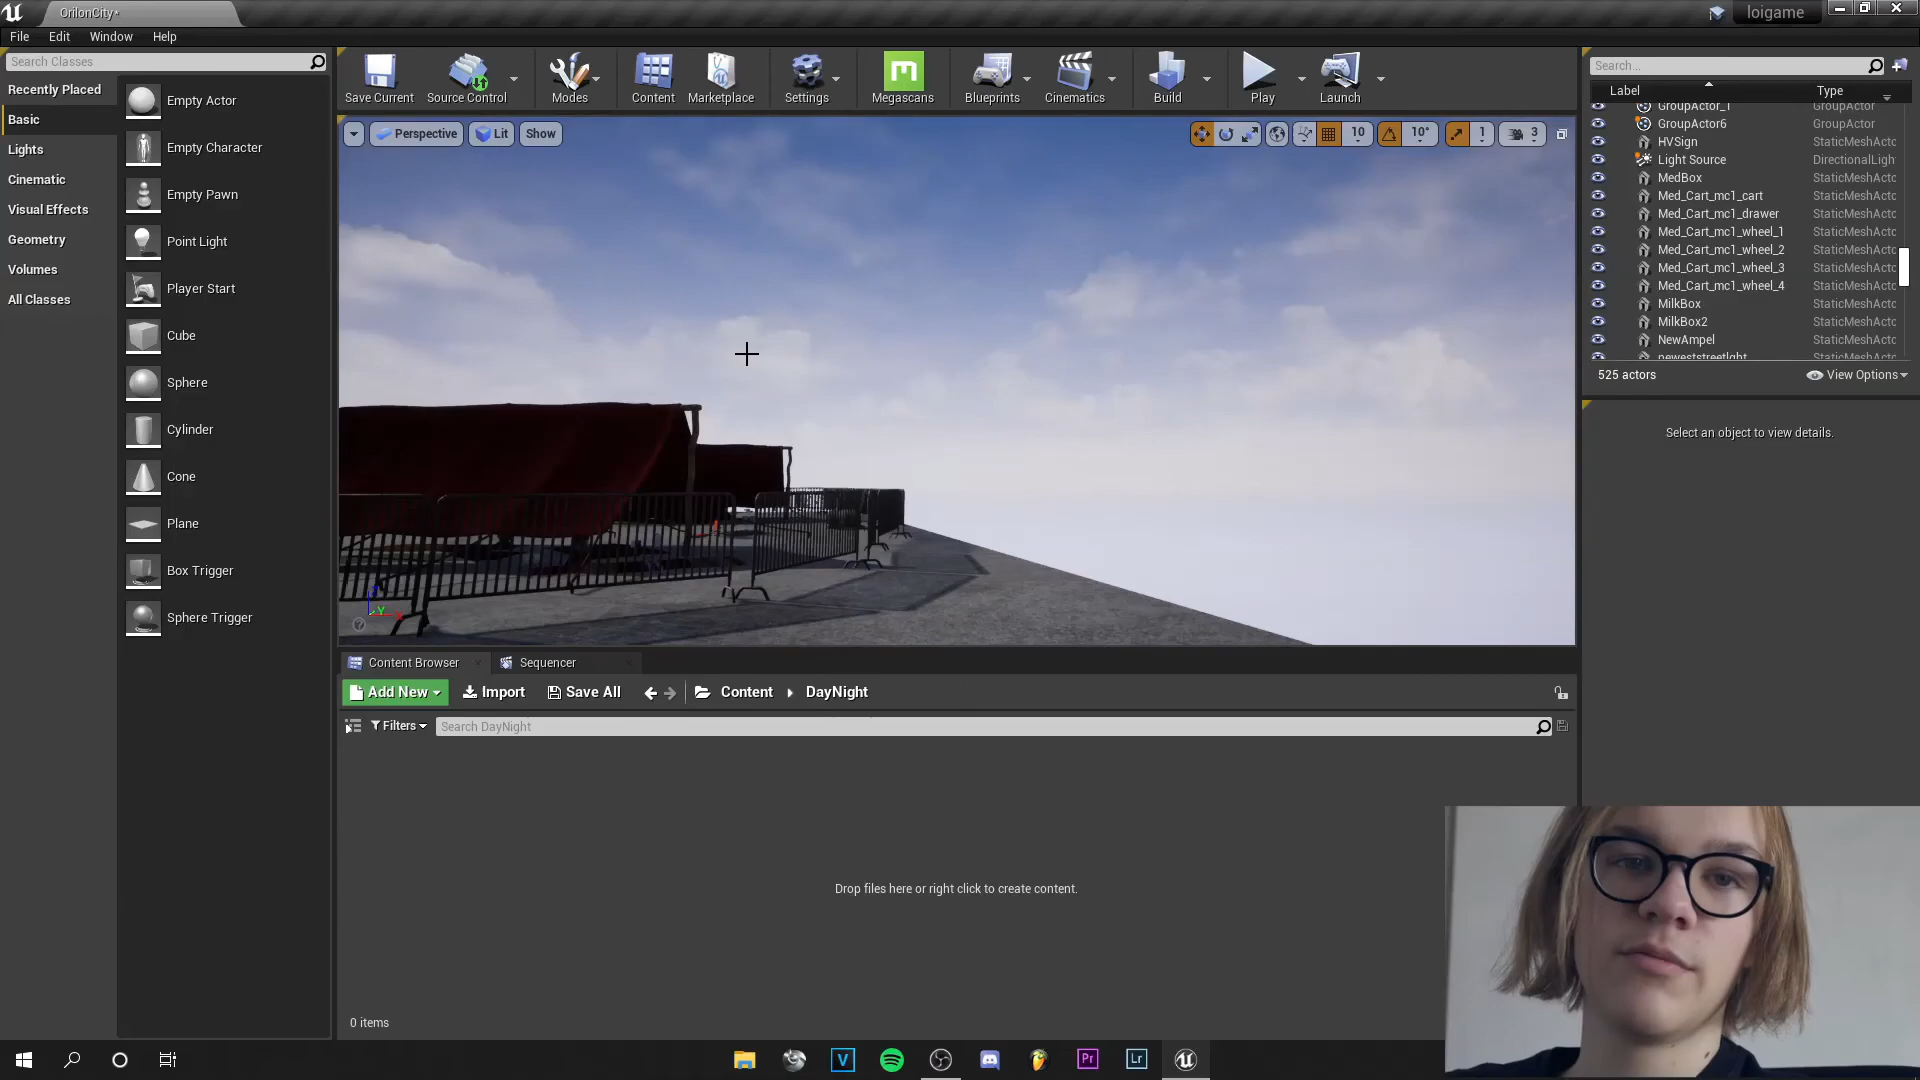 OrilonCity*
loigame
File Edit Window Help
Search Classes
Recently Placed
Basic
Lights
Cinematic
Visual Effects
Geometry
Volumes
All Classes
Empty Actor
Empty Character
Empty Pawn
Point Light
Player Start
Cube
Sphere
Cylinder
Cone
Plane
Box Trigger
Sphere Trigger
Save Current Source Control Modes Content Marketplace Settings Megascans Blueprints Cinematics Build Play Launch
Perspective Lit Show
10 10° 1 3
Y
Content Browser Sequencer
Add New Import Save All Content DayNight
Filters Search DayNight
Drop files here or right click to create content.
0 items
Search...
Label Type
GroupActor_1 GroupActor
GroupActor6 GroupActor
HVSign StaticMeshActo
Light Source DirectionalLigh
MedBox StaticMeshActo
Med_Cart_mc1_cart StaticMeshActo
Med_Cart_mc1_drawer StaticMeshActo
Med_Cart_mc1_wheel_1 StaticMeshActo
Med_Cart_mc1_wheel_2 StaticMeshActo
Med_Cart_mc1_wheel_3 StaticMeshActo
Med_Cart_mc1_wheel_4 StaticMeshActo
MilkBox StaticMeshActo
MilkBox2 StaticMeshActo
NewAmpel StaticMeshActo
neweststreetlght StaticMeshActo
525 actors View Options
Select an object to view details.
V Pr Lr